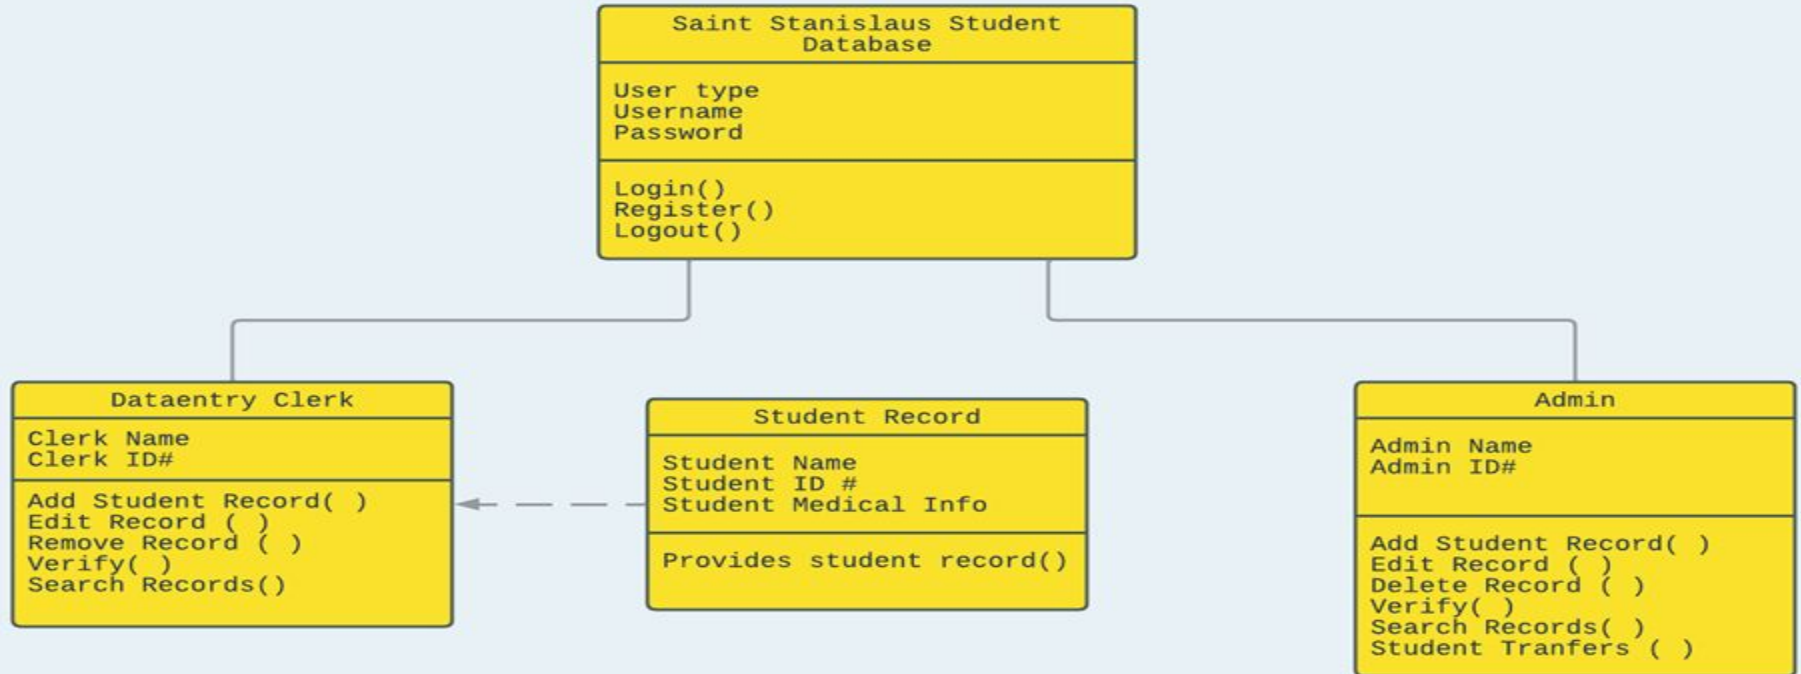 Saint Stanislaus Student
Database
User type
Username
Password
Login()
Register()
Logout()
Dataentry Clerk
Clerk Name
Clerk ID#
Add Student Record( )
Edit Record ( )
Remove Record ( )
Verify( )
Search Records()
Student Record
Student Name
Student ID #
Student Medical Info
Provides student record()
Admin
Admin Name
Admin ID#
Add Student Record( )
Edit Record ( )
Delete Record ( )
Verify( )
Search Records( )
Student Tranfers ( )